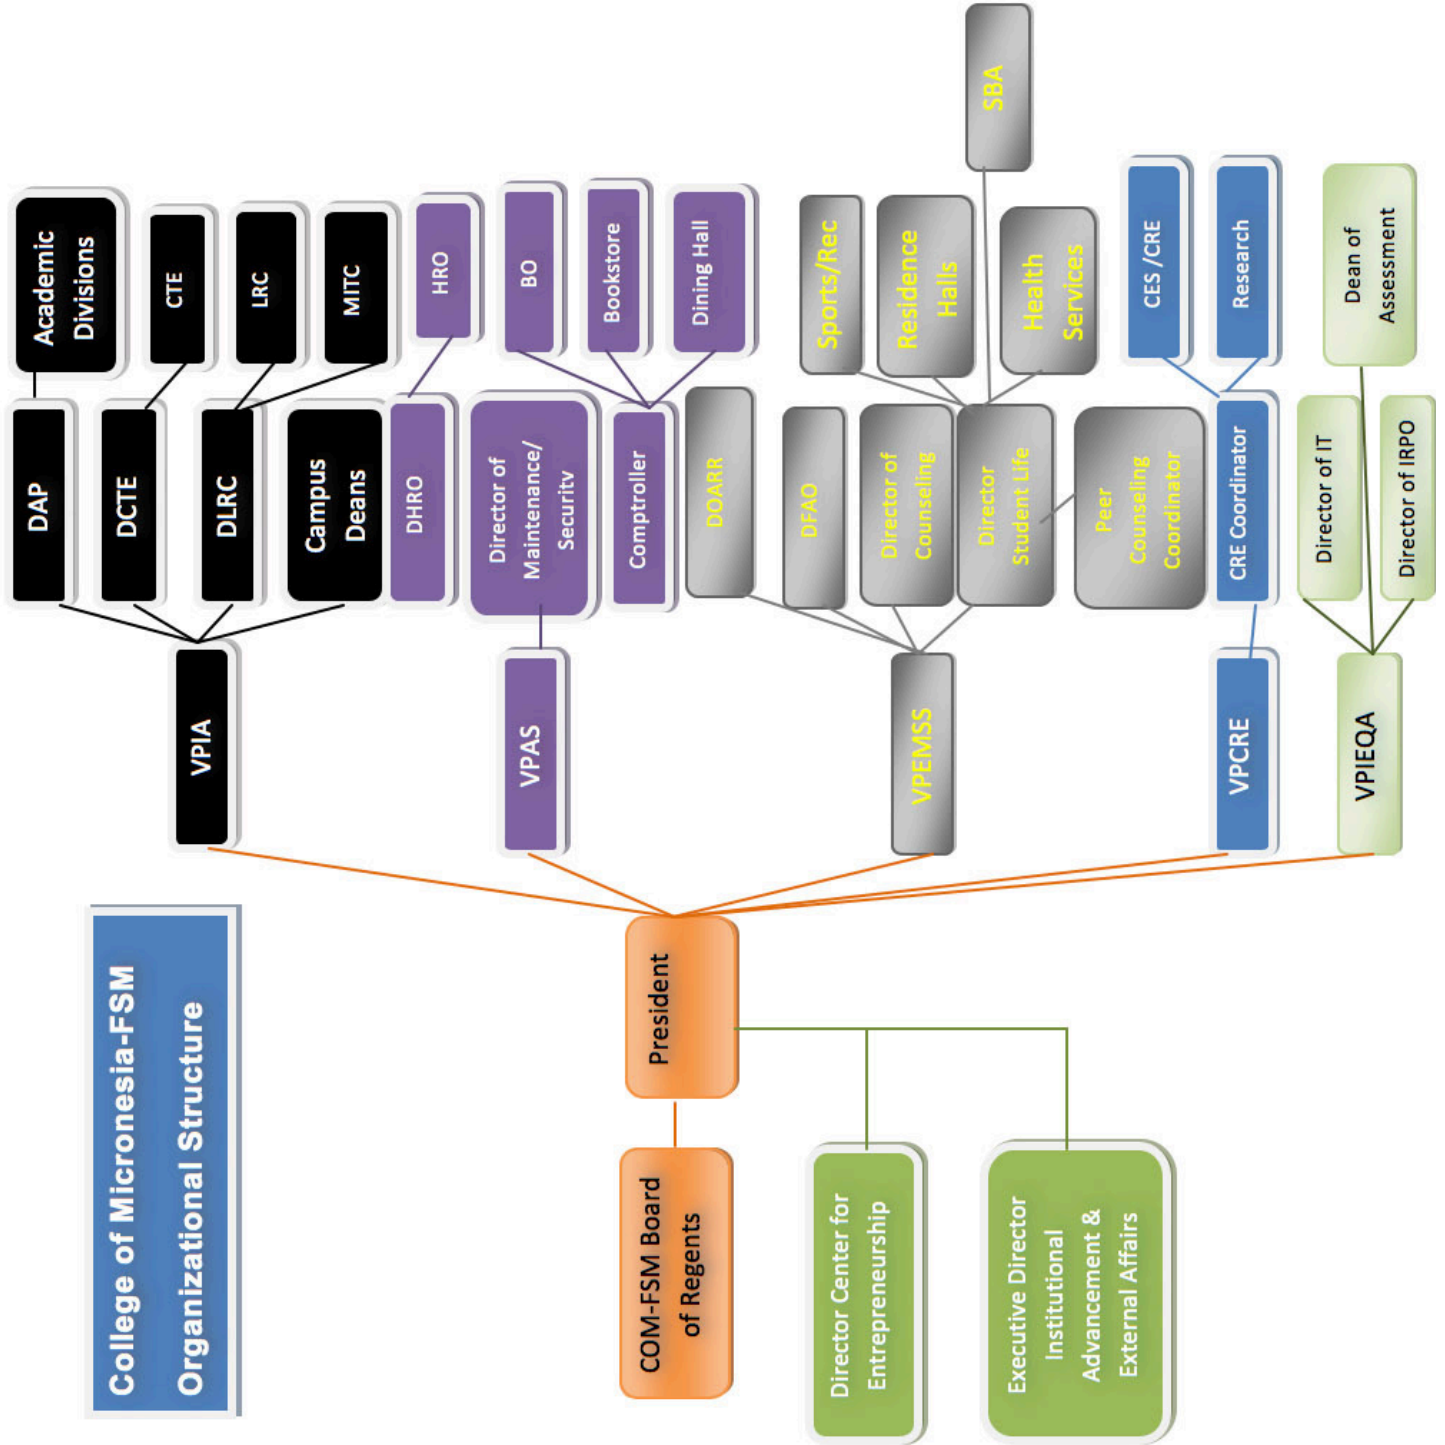 College of Micronesia-FSM
Organizational Structure
COM-FSM Board
of Regents
President
Director Center for
Entrepreneurship
Executive Director
Institutional
Advancement &
External Affairs
VPIA
DAP
Academic
Divisions
DCTE
CTE
DLRC
LRC
MITC
Campus
Deans
VPAS
DHRO
HRO
Director of
Maintenance/
Security
Comptroller
BO
Bookstore
Dining Hall
VPEMSS
DOARR
DFAO
Director of
Counseling
Director
Student Life
Sports/Rec
Residence
Halls
SBA
Health
Services
Peer
Counseling
Coordinator
VPCRE
CRE Coordinator
CES /CRE
Research
VPIEQA
Director of IT
Dean of
Assessment
Director of IRPO